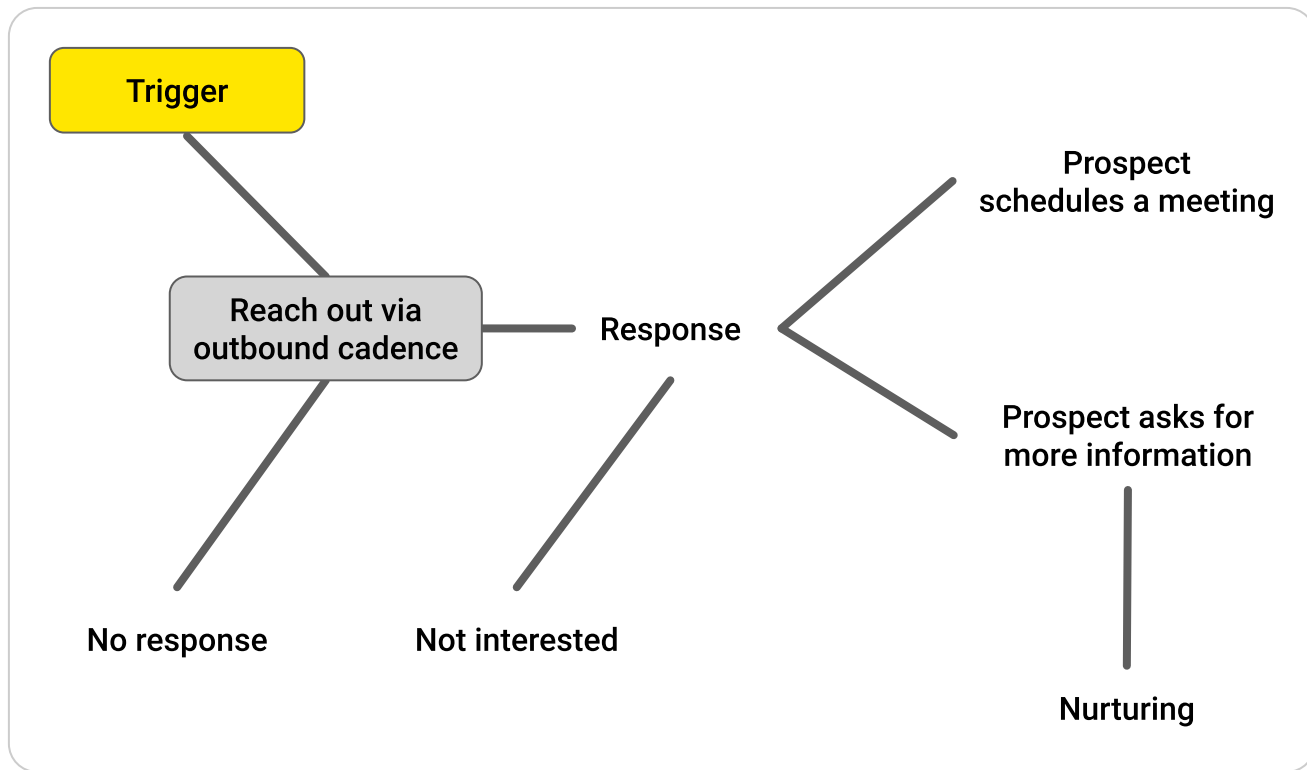 Trigger
Prospect
schedules a meeting
Reach out via
outbound cadence
Response
Prospect asks for
more information
No response
Not interested
Nurturing